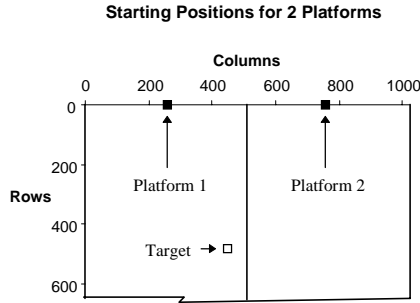 Starting Positions for 2 Platforms
Columns
0 200 400 600 800 1000
0
200
Platform 1 Platform 2
Rows
400
Target
600